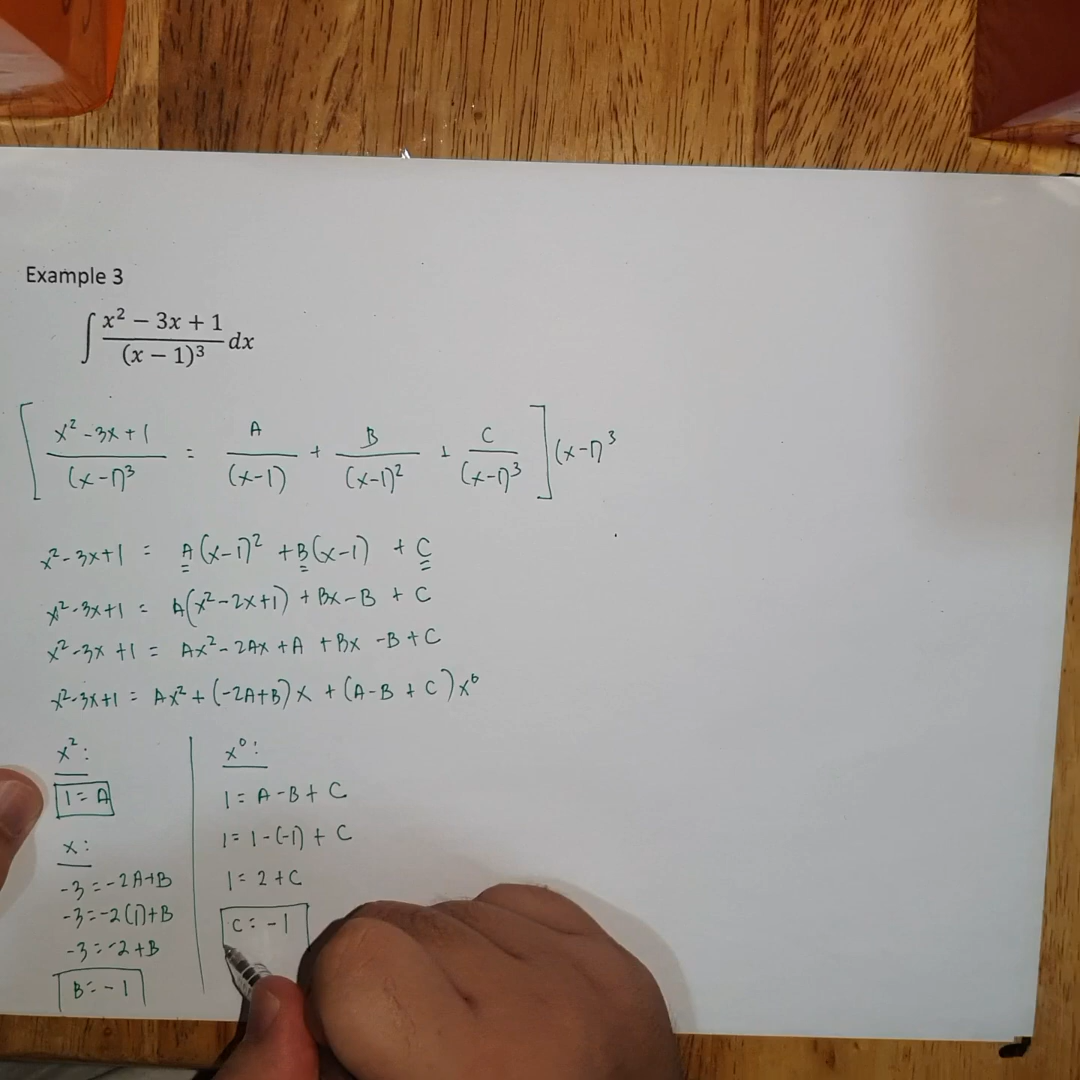 Example 3
∫ x² − 3x + 1 / (x − 1)³ dx
[ x² - 3x + 1 / (x-1)³ = A / (x-1) + B / (x-1)² + C / (x-1)³ ] (x-1)³
x² - 3x + 1 = A(x-1)² + B(x-1) + C
x² - 3x + 1 = A(x² - 2x + 1) + Bx - B + C
x² - 3x + 1 = Ax² - 2Ax + A + Bx - B + C
x² - 3x + 1 = Ax² + (-2A+B)x + (A - B + C)x⁰
x²:
1 = A
x:
-3 = -2A+B
-3 = -2(1)+B
-3 = -2+B
B = -1
x⁰:
1 = A - B + C
1 = 1 - (-1) + C
1 = 2 + C
C = -1